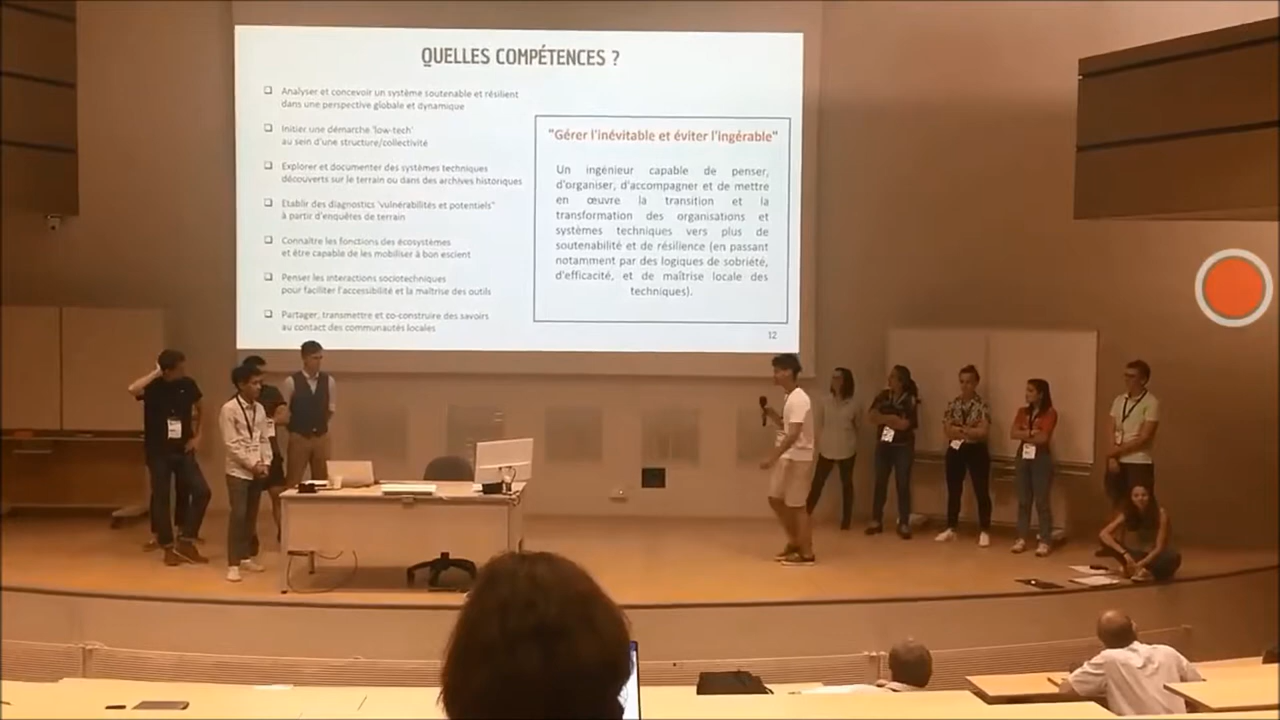 QUELLES COMPÉTENCES ?
Analyser et concevoir un système soutenable et résilient
dans une perspective globale et dynamique
Initier une démarche 'low-tech'
au sein d'une structure/collectivité
Explorer et documenter des systèmes techniques
découverts sur le terrain ou dans des archives historiques
Etablir des diagnostics 'vulnérabilités et potentiels"
à partir d'enquêtes de terrain
Connaître les fonctions des écosystèmes
et être capable de les mobiliser à bon escient
Penser les interactions sociotechniques
pour faciliter l'accessibilité et la maîtrise des outils
Partager, transmettre et co-construire des savoirs
au contact des communautés locales
"Gérer l'inévitable et éviter l'ingérable"
Un ingénieur capable de penser,
d'organiser, d'accompagner et de mettre
en œuvre la transition et la
transformation des organisations et
systèmes techniques vers plus de
soutenabilité et de résilience (en passant
notamment par des logiques de sobriété,
d'efficacité, et de maîtrise locale des
techniques).
12